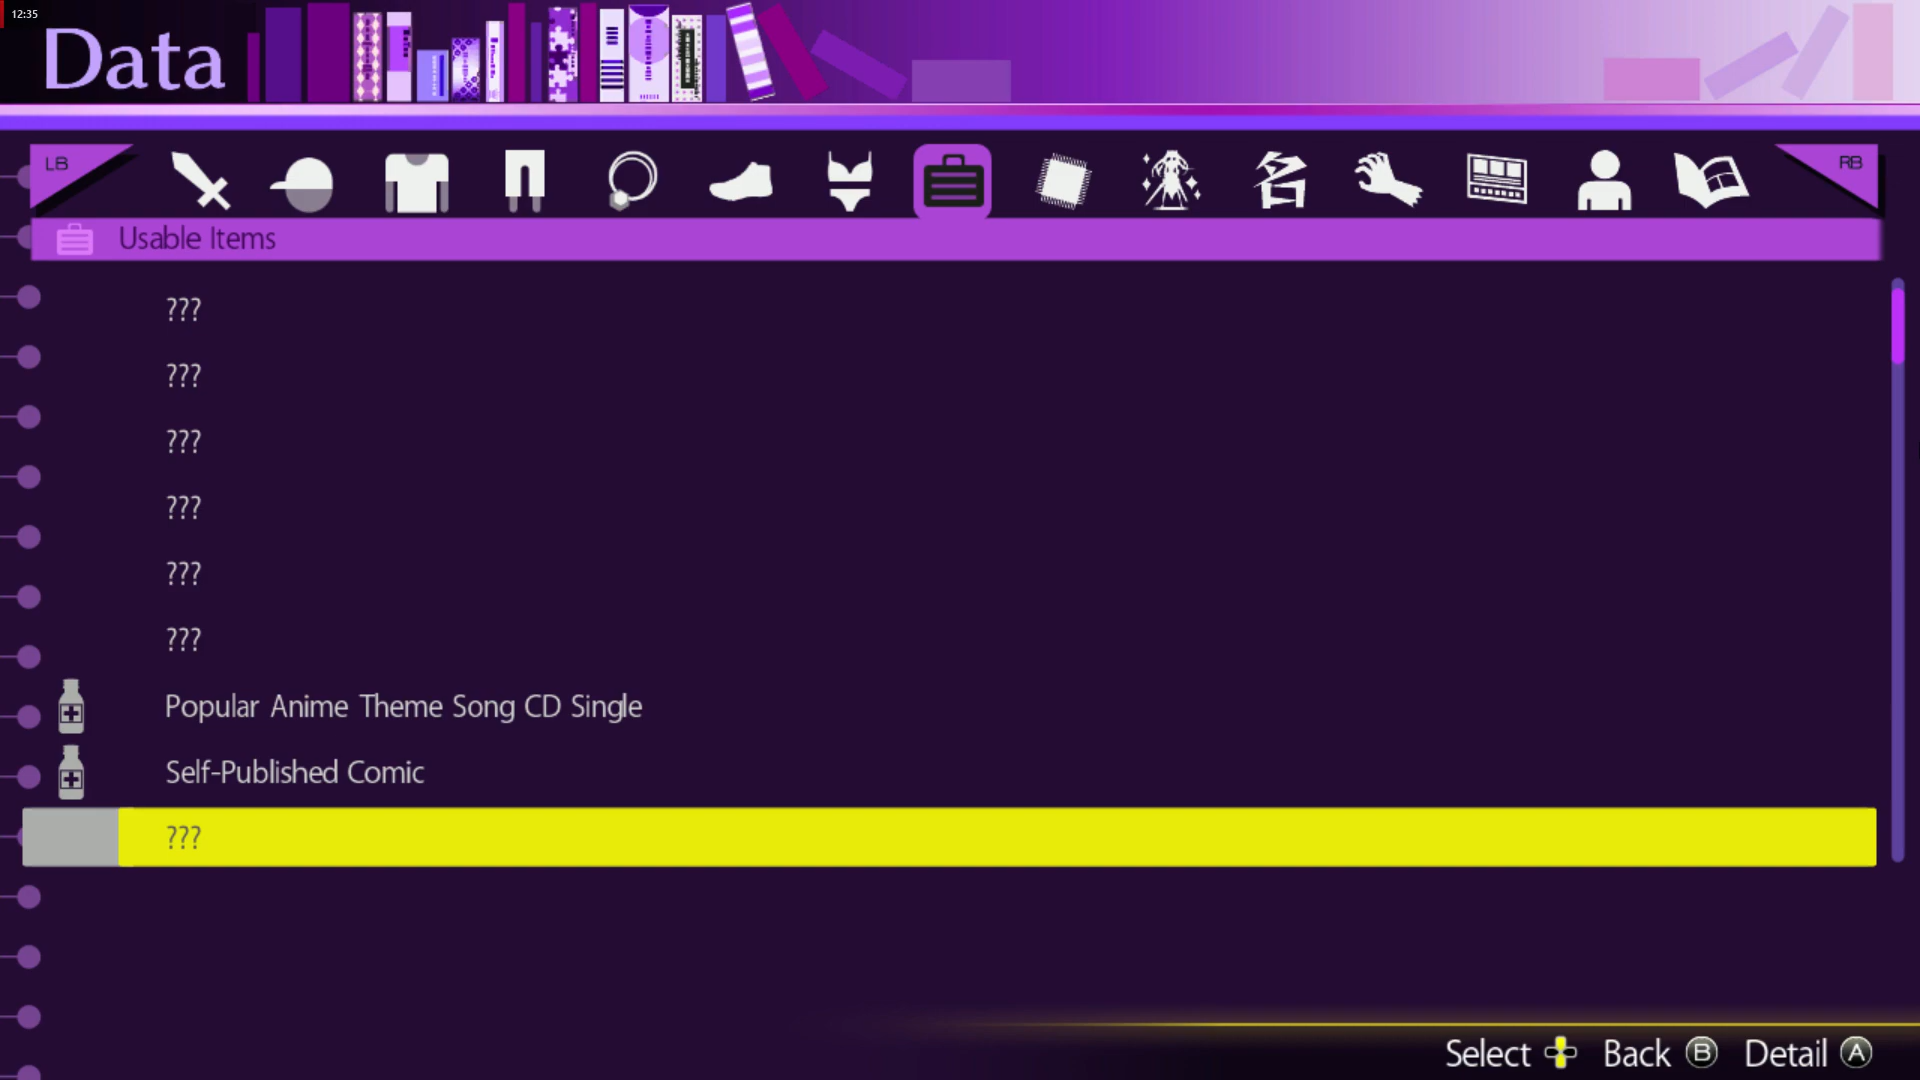 12:35
Data
LB
RB
Usable Items
???
???
???
???
???
???
Popular Anime Theme Song CD Single
Self-Published Comic
???
Select Back B Detail A